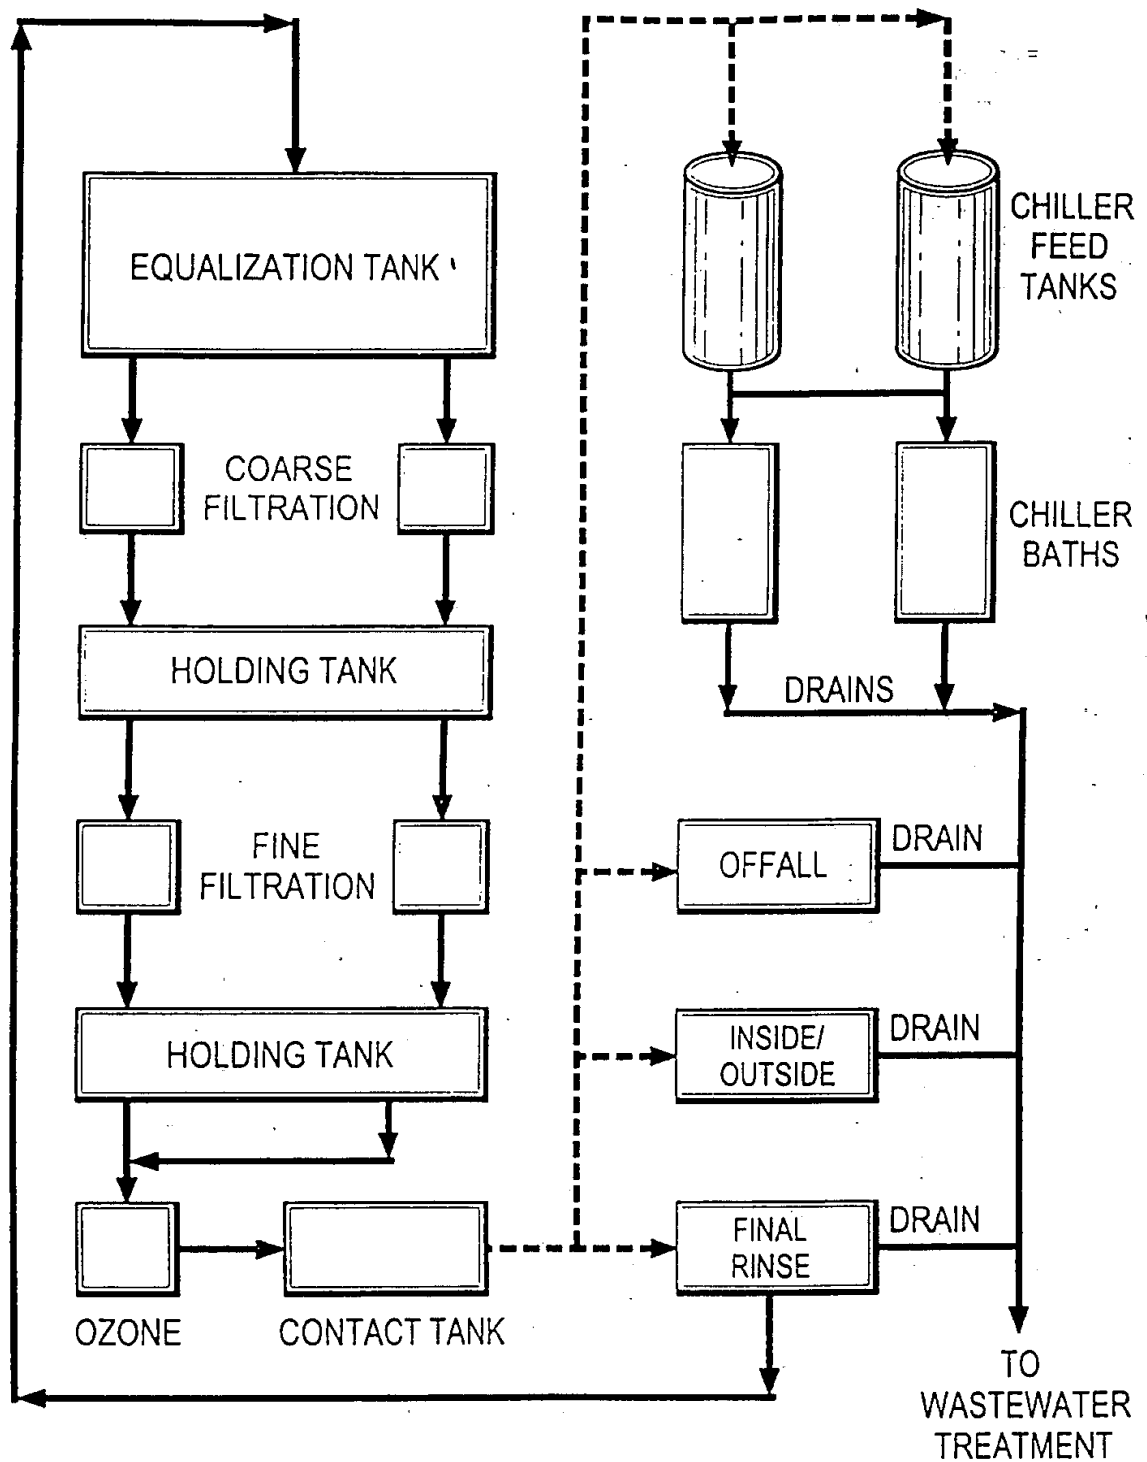 EQUALIZATION TANK
COARSE
FILTRATION
HOLDING TANK
FINE
FILTRATION
HOLDING TANK
OZONE
CONTACT TANK
CHILLER
FEED
TANKS
CHILLER
BATHS
DRAINS
OFFALL
DRAIN
INSIDE/
OUTSIDE
DRAIN
FINAL
RINSE
DRAIN
TO
WASTEWATER
TREATMENT